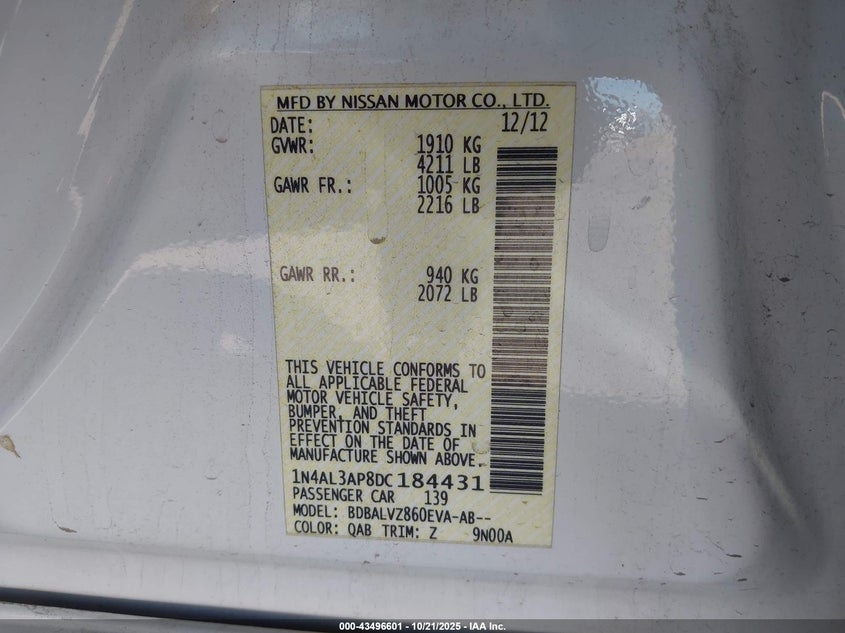 MFD BY NISSAN MOTOR CO., LTD.
DATE: 12/12
GVWR: 1910 KG
4211 LB
GAWR FR.: 1005 KG
2216 LB
GAWR RR.: 940 KG
2072 LB
THIS VEHICLE CONFORMS TO
ALL APPLICABLE FEDERAL
MOTOR VEHICLE SAFETY,
BUMPER, AND THEFT
PREVENTION STANDARDS IN
EFFECT ON THE DATE OF
MANUFACTURE SHOWN ABOVE.
1N4AL3AP8DC184431
PASSENGER CAR 139
MODEL: BDBALVZ860EVA-AB--
COLOR: QAB TRIM: Z 9N00A
000-43496601 - 10/21/2025 - IAA Inc.